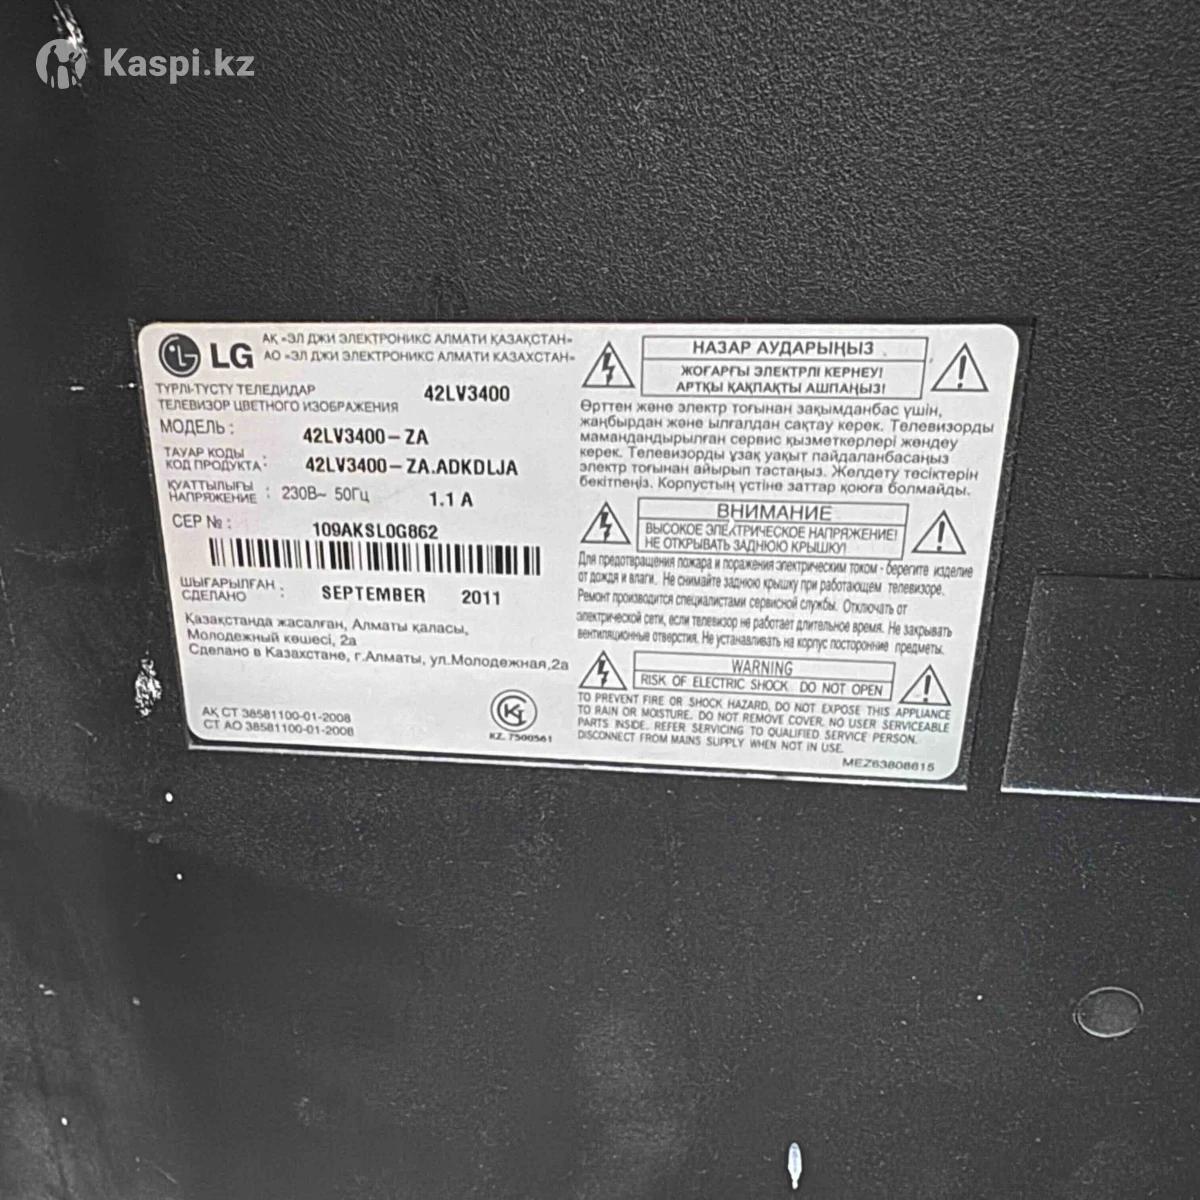 Kaspi.kz
LG
АҚ «ЭЛ ДЖИ ЭЛЕКТРОНИКС АЛМАТИ ҚАЗАҚСТАН»
АО «ЭЛ ДЖИ ЭЛЕКТРОНИКС АЛМАТИ КАЗАХСТАН»
ТҮРЛІ-ТҮСТУ ТЕЛЕДИДАР
ТЕЛЕВИЗОР ЦВЕТНОГО ИЗОБРАЖЕНИЯ
42LV3400
МОДЕЛЬ : 42LV3400-ZA
ТАУАР КОДЫ
КОД ПРОДУКТА : 42LV3400-ZA.ADKDLJA
ҚУАТТЫЛЫҒЫ
НАПРЯЖЕНИЕ : 230В~ 50Гц 1.1 A
СЕР № : 109AKSL0G862
ШЫҒАРЫЛҒАН
СДЕЛАНО : SEPTEMBER 2011
Қазақстанда жасалған, Алматы қаласы,
Молодежный көшесі, 2а
Сделано в Казахстане, г.Алматы, ул.Молодежная,2а
АҚ СТ 38581100-01-2008
СТ АО 38581100-01-2008
KZ. 7500561
НАЗАР АУДАРЫҢЫЗ
ЖОҒАРҒЫ ЭЛЕКТРЛІ КЕРНЕУ!
АРТҚЫ ҚАҚПАҚТЫ АШПАҢЫЗ!
Өрттен және электр тоғынан зақымданбас үшін,
жаңбырдан және ылғалдан сақтау керек. Телевизорды
мамандандырылған сервис қызметкерлері жөндеу
керек. Телевизорды ұзақ уақыт пайдаланбасаңыз
электр тоғынан айырып тастаңыз. Желдету тесіктерін
бекітпеңіз. Корпустың үстіне заттар қоюға болмайды.
ВНИМАНИЕ
ВЫСОКОЕ ЭЛЕКТРИЧЕСКОЕ НАПРЯЖЕНИЕ!
НЕ ОТКРЫВАТЬ ЗАДНЮЮ КРЫШКУ!
Для предотвращения пожара и поражения электрическим током - берегите изделие
от дождя и влаги. Не снимайте заднюю крышку при работающем телевизоре.
Ремонт производится специалистами сервисной службы. Отключать от
электрической сети, если телевизор не работает длительное время. Не закрывать
вентиляционные отверстия. Не устанавливать на корпус посторонние предметы.
WARNING
RISK OF ELECTRIC SHOCK DO NOT OPEN
TO PREVENT FIRE OR SHOCK HAZARD, DO NOT EXPOSE THIS APPLIANCE
TO RAIN OR MOISTURE. DO NOT REMOVE COVER. NO USER SERVICEABLE
PARTS INSIDE. REFER SERVICING TO QUALIFIED SERVICE PERSON.
DISCONNECT FROM MAINS SUPPLY WHEN NOT IN USE.
MEZ63808615